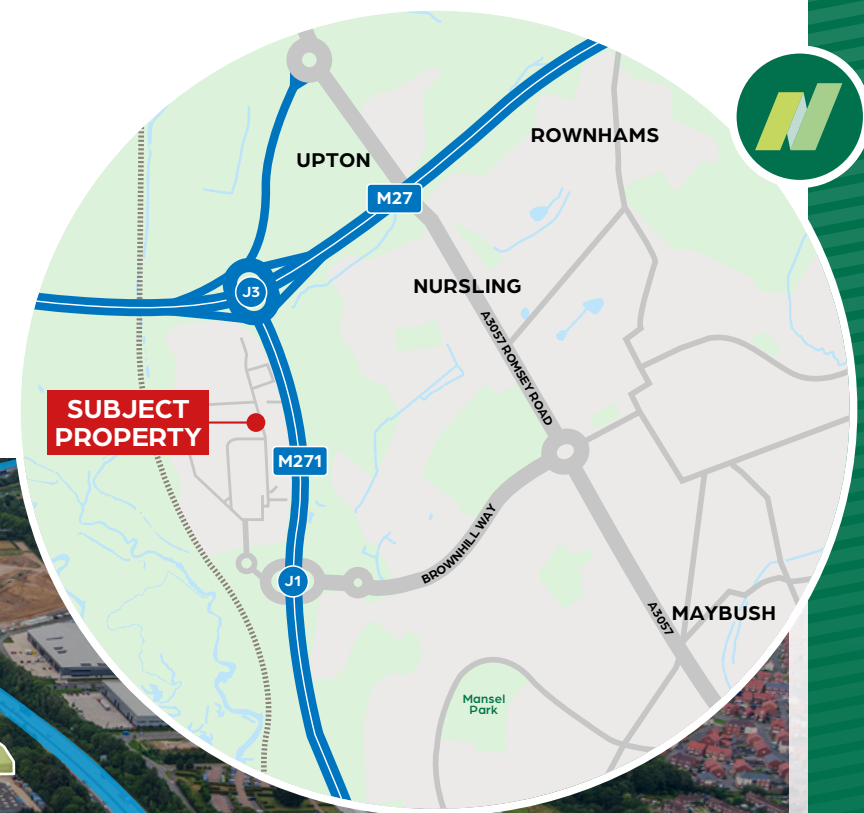 ROWNHAMS
UPTON
M27
NURSLING
J3
A3057 ROMSEY ROAD
SUBJECT
PROPERTY
M271
BROWNHILL WAY
J1
A3057
MAYBUSH
Mansel
Park